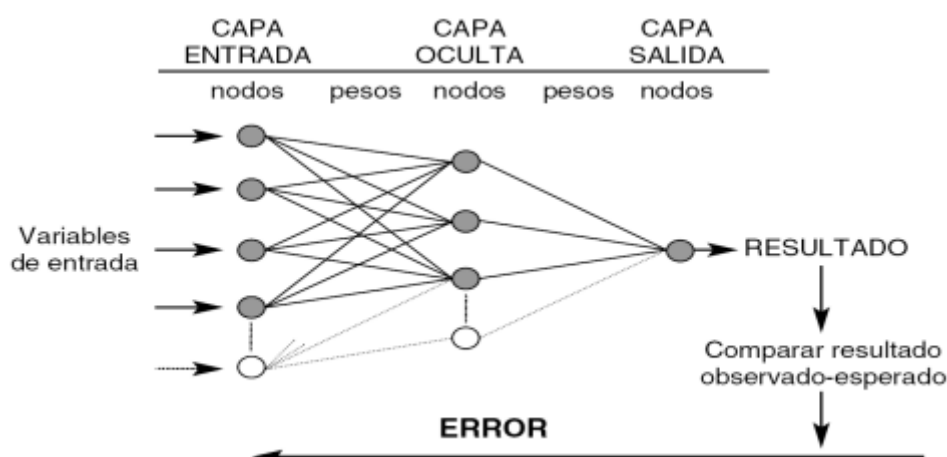 CAPA ENTRADA
CAPA OCULTA
CAPA SALIDA
nodos pesos nodos pesos nodos
Variables
de entrada
RESULTADO
Comparar resultado
observado-esperado
ERROR